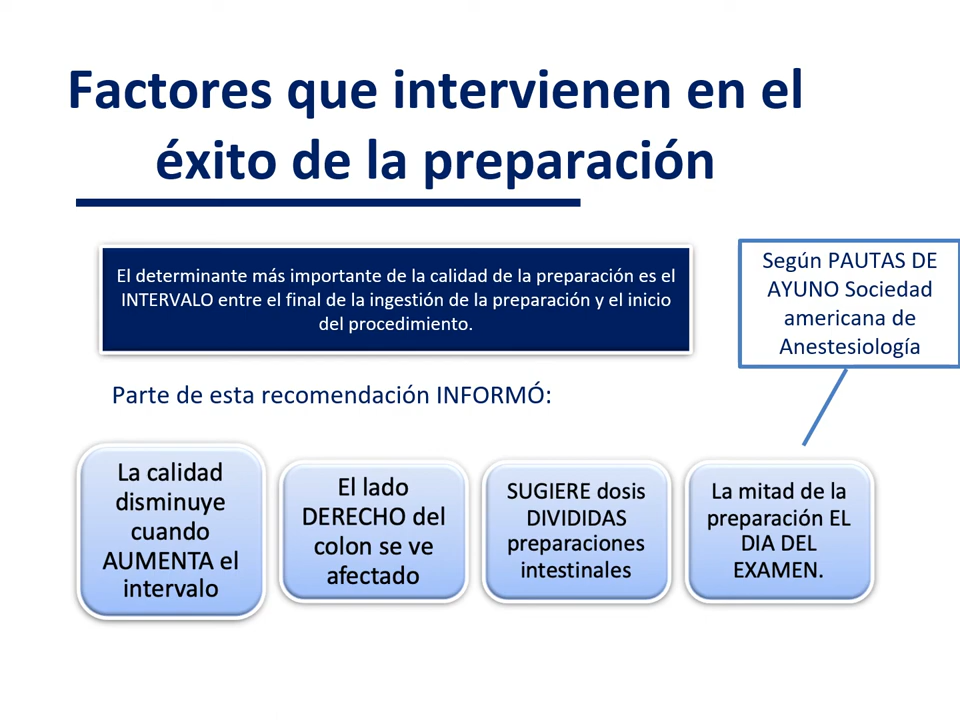 Factores que intervienen en el
éxito de la preparación
El determinante más importante de la calidad de la preparación es el
INTERVALO entre el final de la ingestión de la preparación y el inicio
del procedimiento.
Según PAUTAS DE
AYUNO Sociedad
americana de
Anestesiología
Parte de esta recomendación INFORMÓ:
La calidad
disminuye
cuando
AUMENTA el
intervalo
El lado
DERECHO del
colon se ve
afectado
SUGIERE dosis
DIVIDIDAS
preparaciones
intestinales
La mitad de la
preparación EL
DIA DEL
EXAMEN.